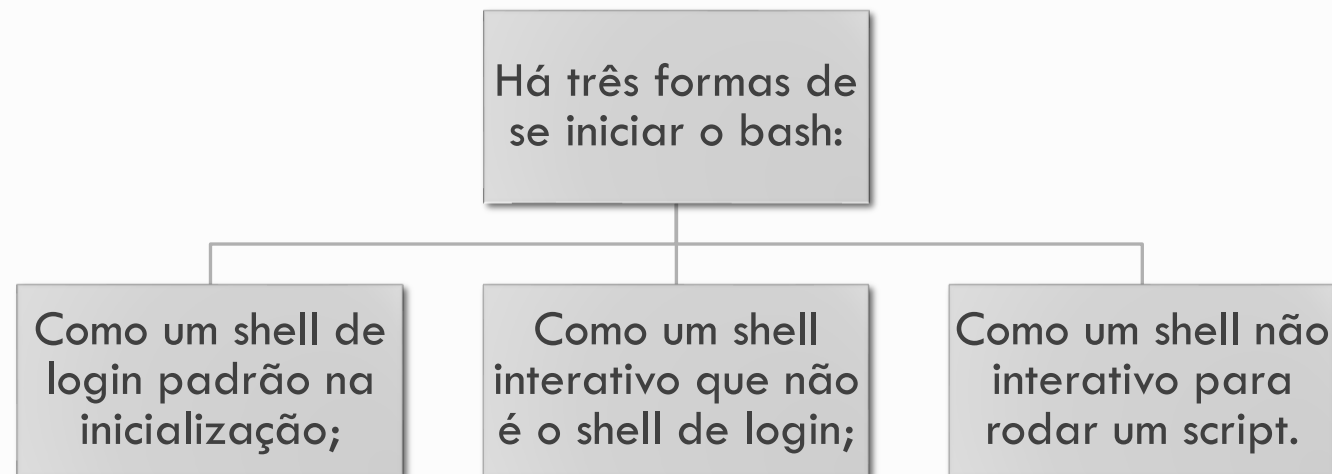 Há três formas de
se iniciar o bash:
Como um shell de
login padrão na
inicialização;
Como um shell
interativo que não
é o shell de login;
Como um shell não
interativo para
rodar um script.